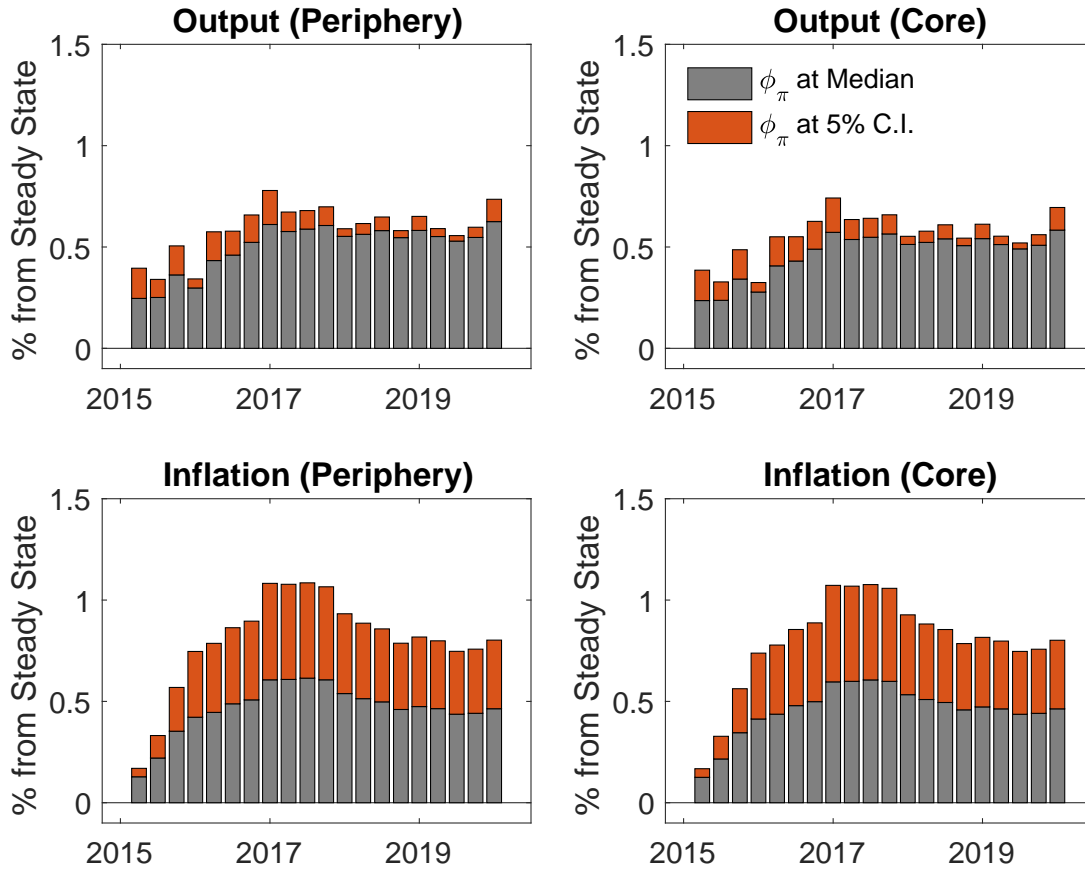 Output (Periphery)
% from Steady State
1.5
1
0.5
0
2015 2017 2019
Output (Core)
% from Steady State
1.5
1
0.5
0
ϕπ at Median
ϕπ at 5% C.I.
2015 2017 2019
Inflation (Periphery)
% from Steady State
1.5
1
0.5
0
2015 2017 2019
Inflation (Core)
% from Steady State
1.5
1
0.5
0
2015 2017 2019